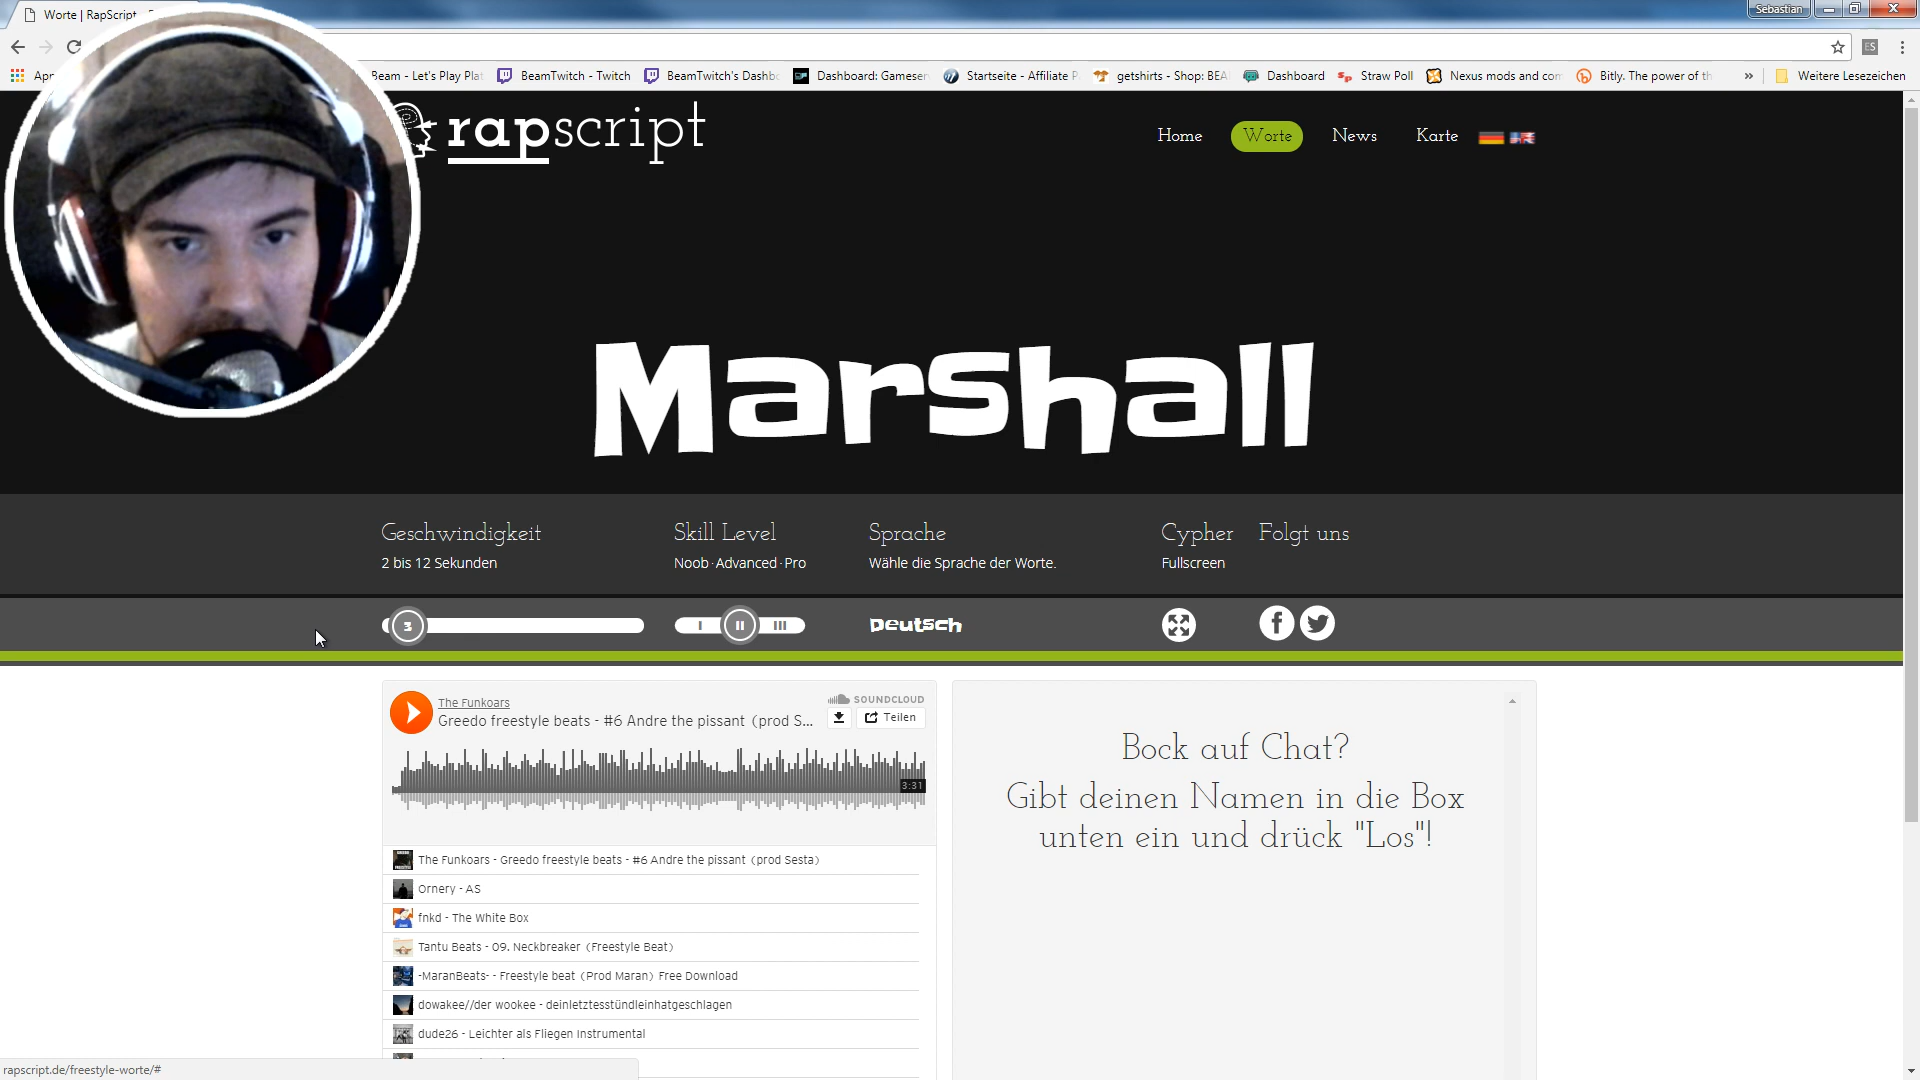 Worte | RapScript
Sebastian
Beam - Let's Play Pla
BeamTwitch - Twitch
BeamTwitch's Dashbo
Dashboard: Gameser
Startseite - Affiliate P
getshirts - Shop: BEA
Dashboard
Straw Poll
Nexus mods and com
Bitly. The power of th
»
Weitere Lesezeichen
ES
rapscript
Home
Worte
News
Karte
Marshall
Geschwindigkeit
2 bis 12 Sekunden
Skill Level
Noob · Advanced · Pro
Sprache
Wähle die Sprache der Worte.
Cypher
Fullscreen
Folgt uns
3
I II III
Deutsch
The Funkoars
Greedo freestyle beats - #6 Andre the pissant (prod S...
SOUNDCLOUD
Teilen
3:31
The Funkoars - Greedo freestyle beats - #6 Andre the pissant (prod Sesta)
Ornery - AS
fnkd - The White Box
Tantu Beats - 09. Neckbreaker (Freestyle Beat)
-MaranBeats- - Freestyle beat (Prod Maran) Free Download
dowakee//der wookee - deinletztesstündleinhatgeschlagen
dude26 - Leichter als Fliegen Instrumental
Bock auf Chat?
Gibt deinen Namen in die Box
unten ein und drück "Los"!
rapscript.de/freestyle-worte/#